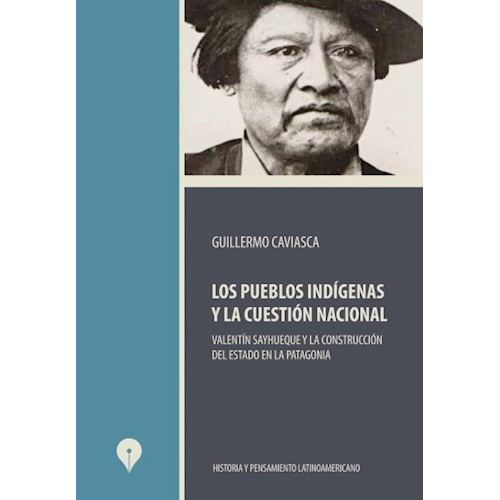 GUILLERMO CAVIASCA
LOS PUEBLOS INDÍGENAS
Y LA CUESTIÓN NACIONAL
VALENTÍN SAYHUEQUE Y LA CONSTRUCCIÓN
DEL ESTADO EN LA PATAGONIA
HISTORIA Y PENSAMIENTO LATINOAMERICANO